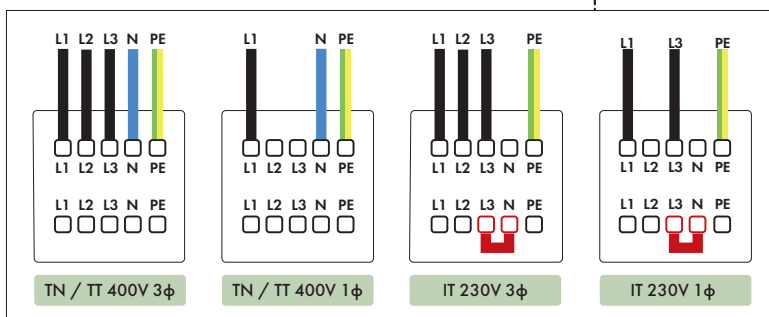 L1 L2 L3 N PE
L1 L2 L3 N PE
L1 L2 L3 N PE
TN / TT 400V 3ϕ
L1 N PE
L1 L2 L3 N PE
L1 L2 L3 N PE
TN / TT 400V 1ϕ
L1 L2 L3 PE
L1 L2 L3 N PE
L1 L2 L3 N PE
IT 230V 3ϕ
L1 L3 PE
L1 L2 L3 N PE
L1 L2 L3 N PE
IT 230V 1ϕ